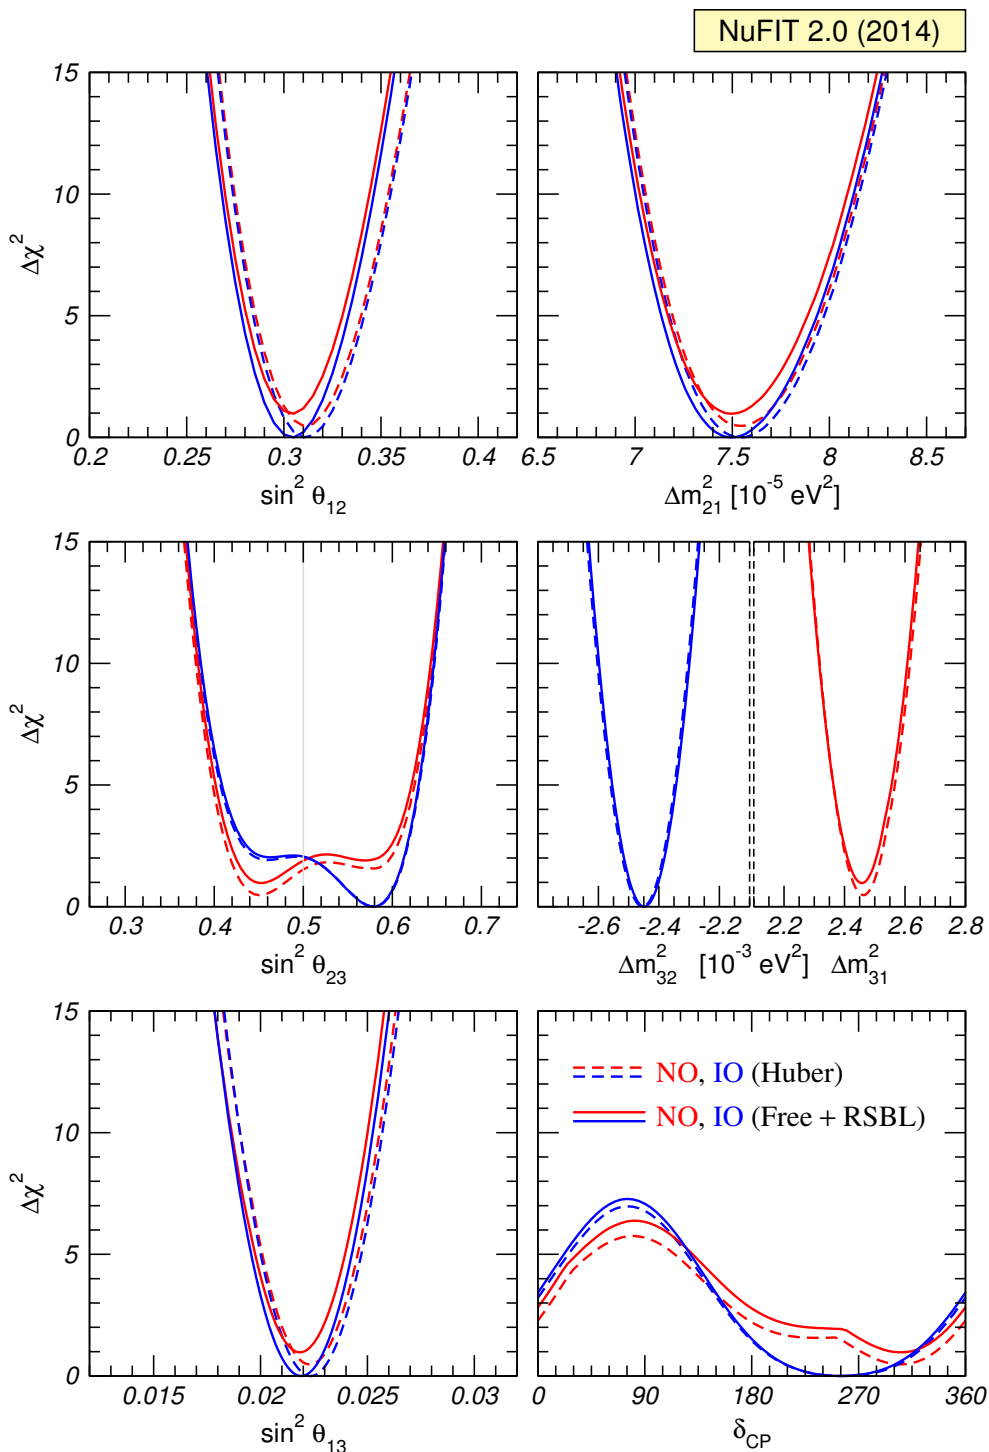 NuFIT 2.0 (2014)
15
10
5
0
Δχ²
0.2 0.25 0.3 0.35 0.4
sin² θ₁₂
6.5 7 7.5 8 8.5
Δm²₂₁ [10⁻⁵ eV²]
15
10
5
0
Δχ²
0.3 0.4 0.5 0.6 0.7
sin² θ₂₃
-2.6 -2.4 -2.2 2.2 2.4 2.6 2.8
Δm²₃₂ [10⁻³ eV²] Δm²₃₁
15
10
5
0
Δχ²
0.015 0.02 0.025 0.03
sin² θ₁₃
NO, IO (Huber)
NO, IO (Free + RSBL)
0 90 180 270 360
δCP